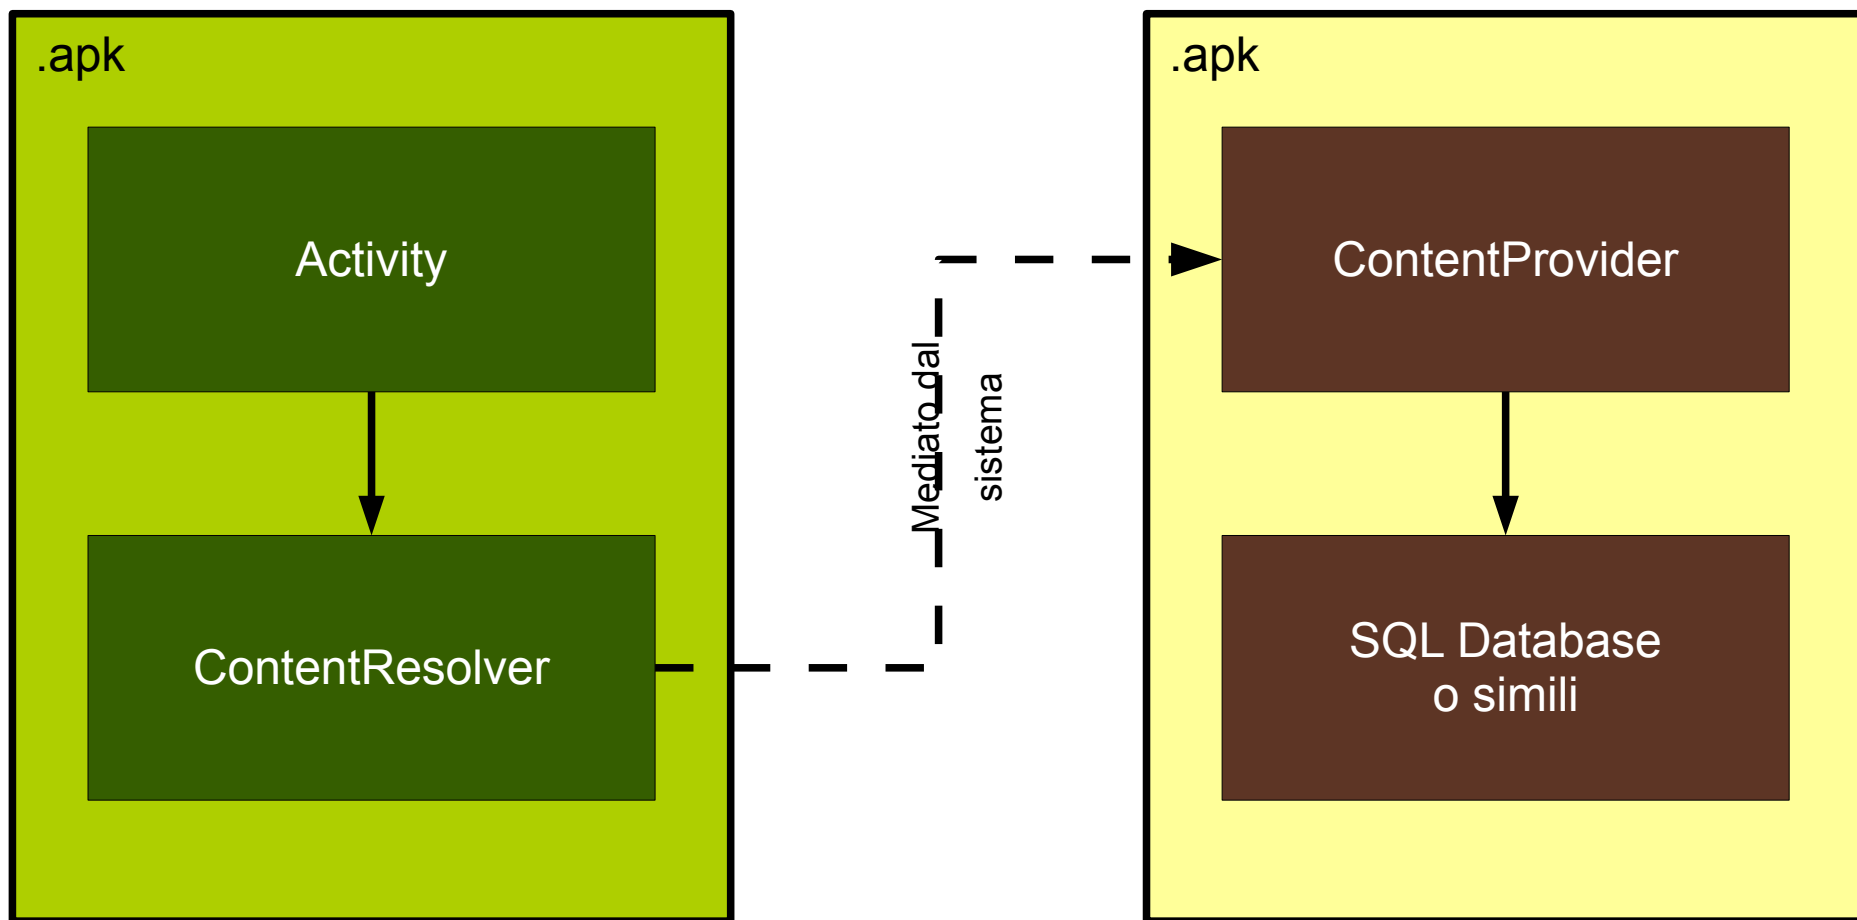 .apk
Activity
ContentResolver
Mediato dal
sistema
.apk
ContentProvider
SQL Database
o simili